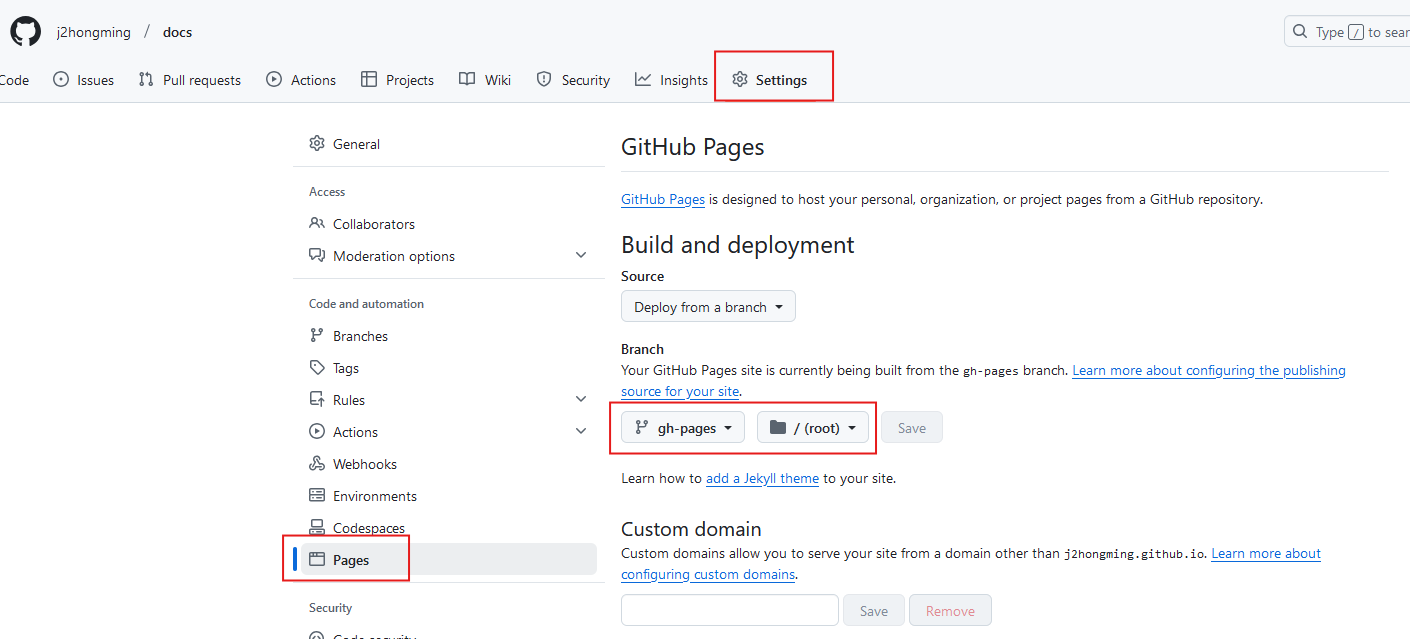 j2hongming / docs
Type / to sear
Code Issues Pull requests Actions Projects Wiki Security Insights Settings
General
Access
Collaborators
Moderation options
Code and automation
Branches
Tags
Rules
Actions
Webhooks
Environments
Codespaces
Pages
Security
Code security
GitHub Pages
GitHub Pages is designed to host your personal, organization, or project pages from a GitHub repository.
Build and deployment
Source
Deploy from a branch
Branch
Your GitHub Pages site is currently being built from the gh-pages branch. Learn more about configuring the publishing
source for your site.
gh-pages / (root) Save
Learn how to add a Jekyll theme to your site.
Custom domain
Custom domains allow you to serve your site from a domain other than j2hongming.github.io. Learn more about
configuring custom domains.
Save Remove